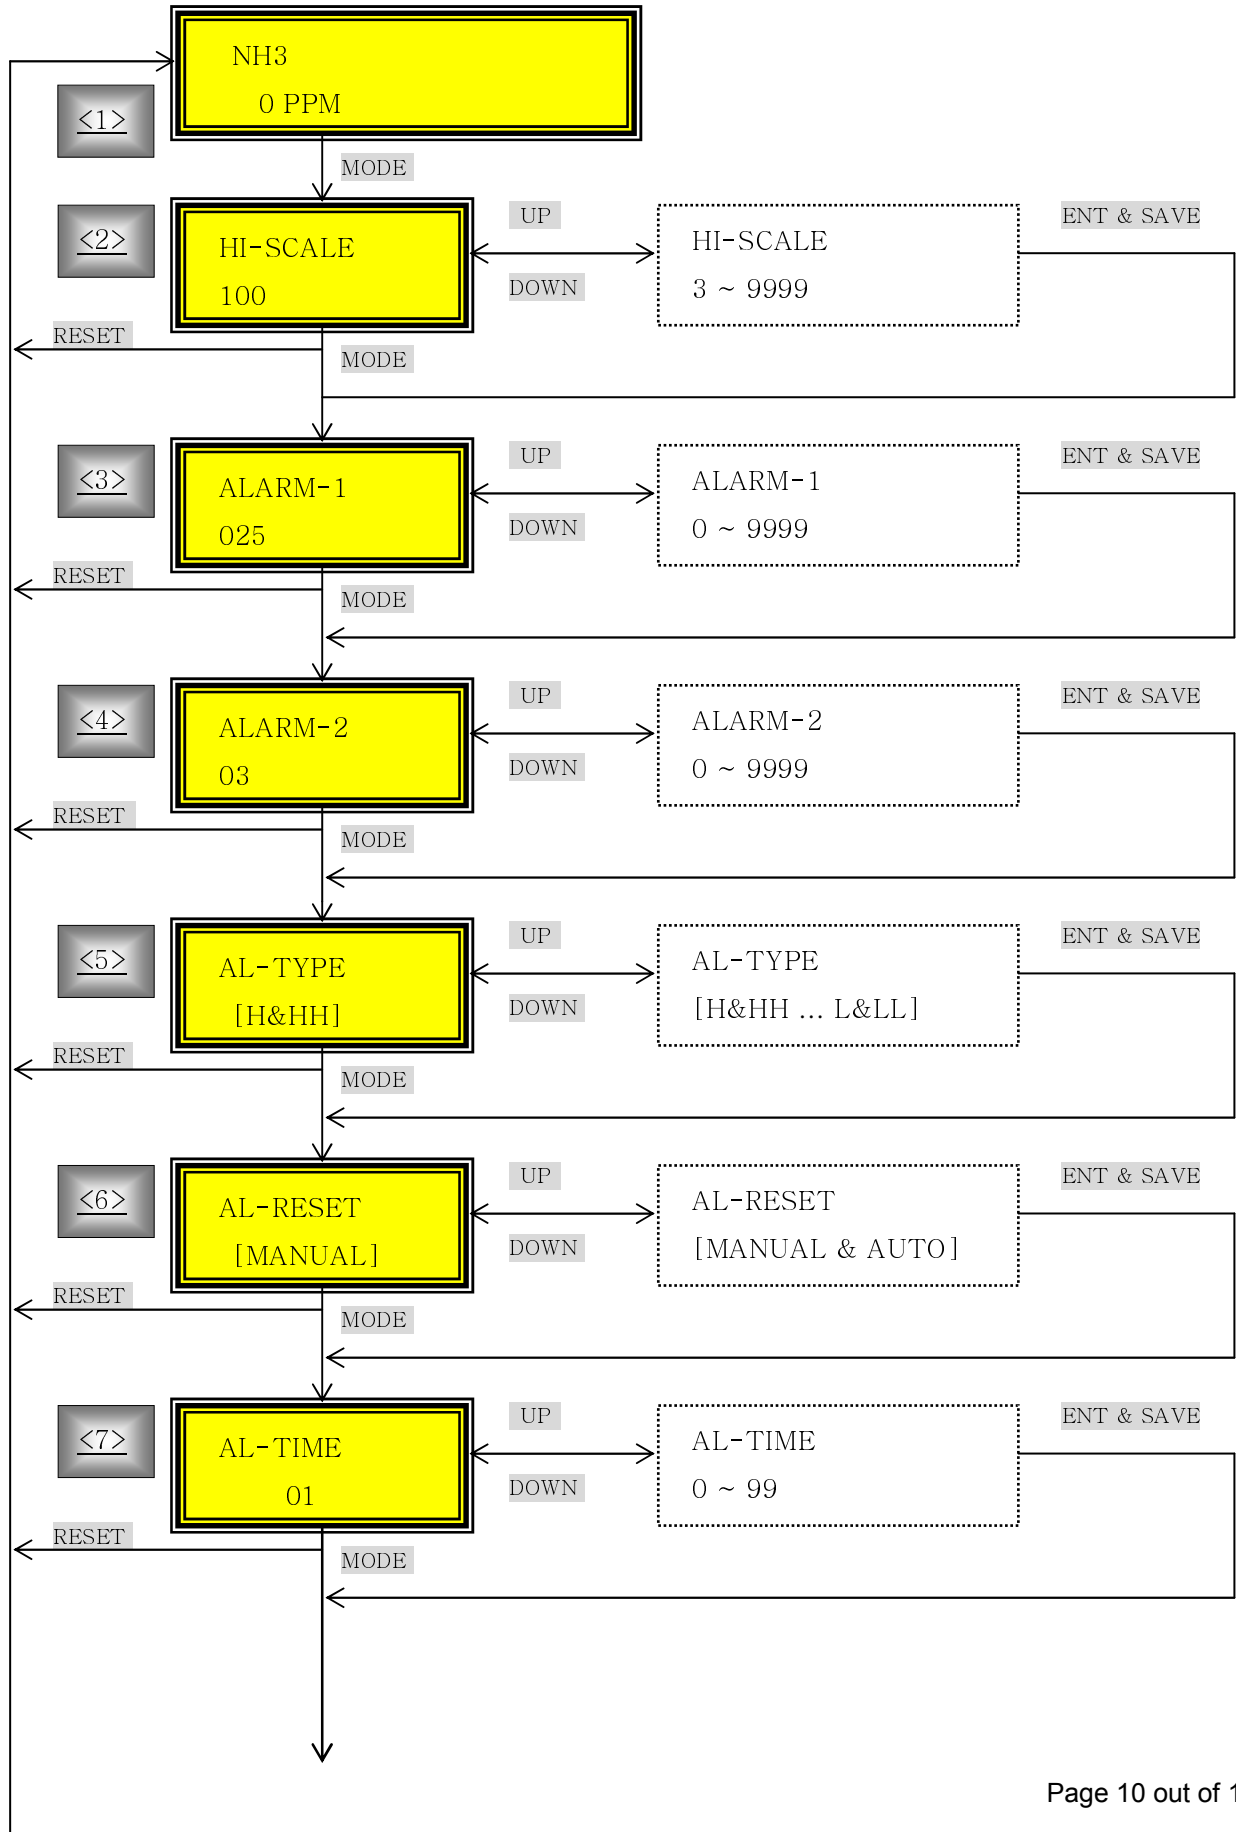 NH3
0 PPM
<1>
MODE
<2>
HI-SCALE
100
UP
DOWN
HI-SCALE
3 ~ 9999
ENT & SAVE
RESET
MODE
<3>
ALARM-1
025
UP
DOWN
ALARM-1
0 ~ 9999
ENT & SAVE
RESET
MODE
<4>
ALARM-2
03
UP
DOWN
ALARM-2
0 ~ 9999
ENT & SAVE
RESET
MODE
<5>
AL-TYPE
[H&HH]
UP
DOWN
AL-TYPE
[H&HH ... L&LL]
ENT & SAVE
RESET
MODE
<6>
AL-RESET
[MANUAL]
UP
DOWN
AL-RESET
[MANUAL & AUTO]
ENT & SAVE
RESET
MODE
<7>
AL-TIME
01
UP
DOWN
AL-TIME
0 ~ 99
ENT & SAVE
RESET
MODE
Page 10 out of